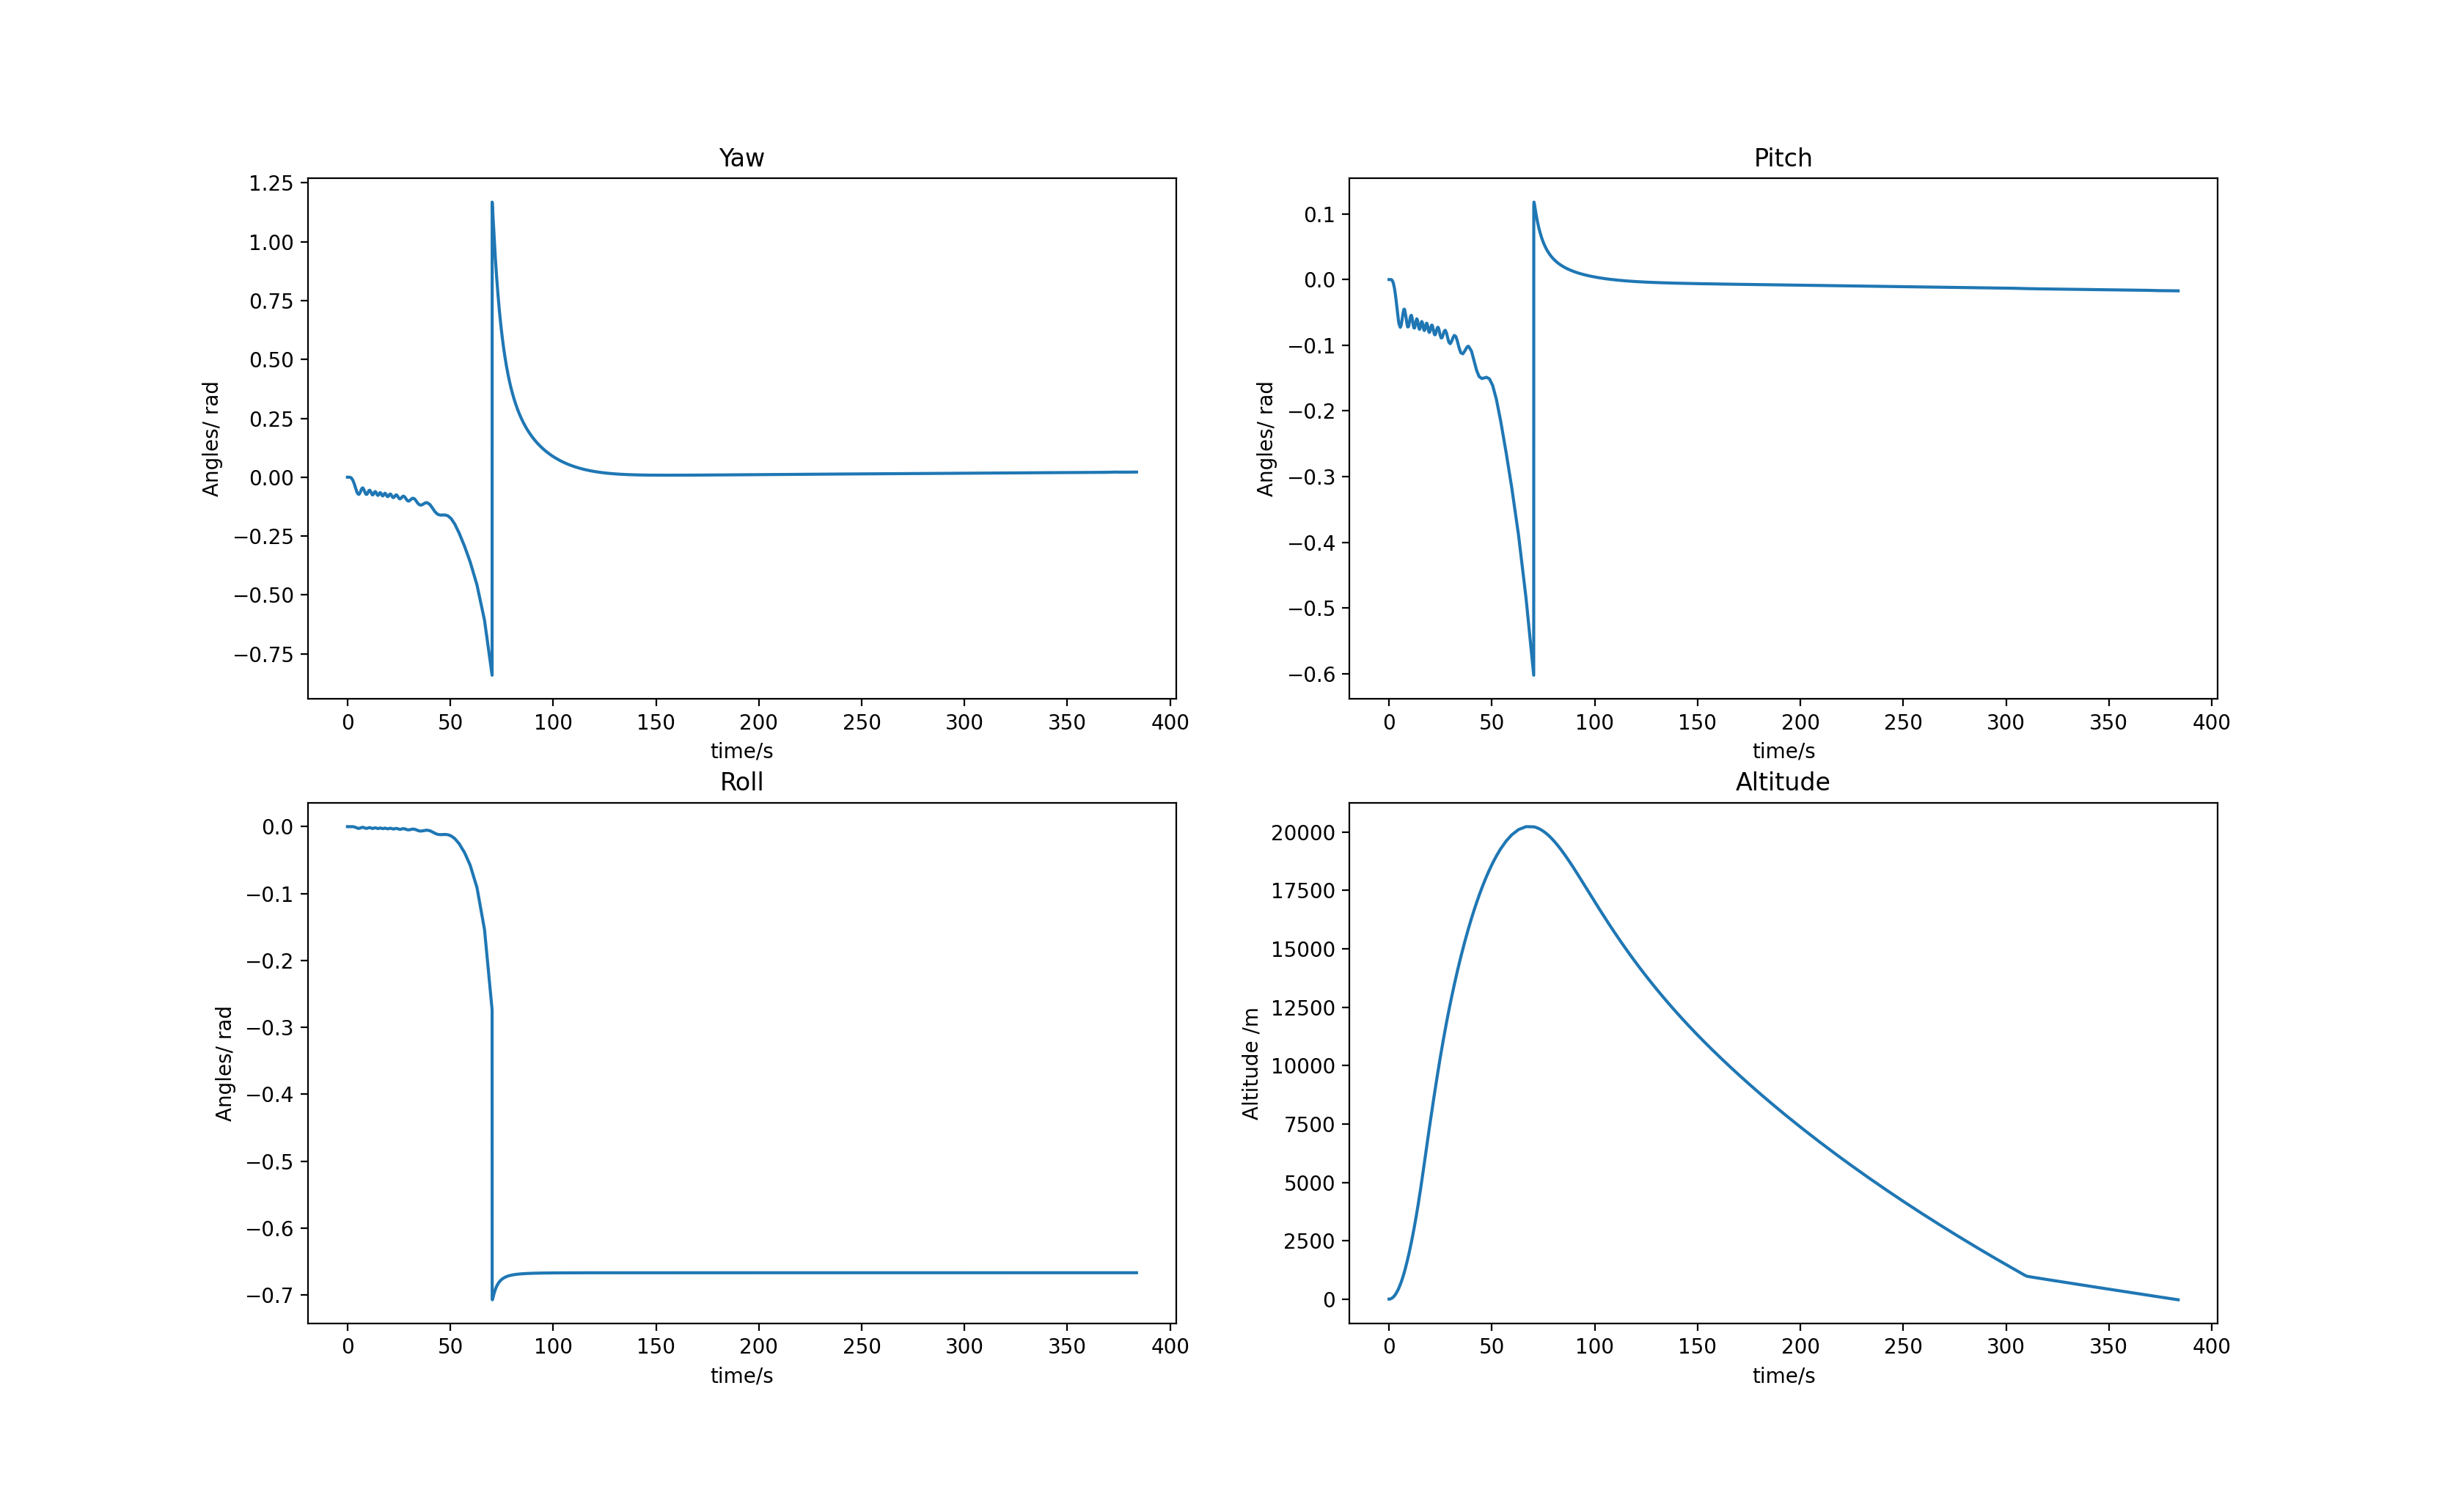 Yaw
1.25
1.00
0.75
0.50
0.25
0.00
−0.25
−0.50
−0.75
Angles/ rad
0 50 100 150 200 250 300 350 400
time/s
Pitch
0.1
0.0
−0.1
−0.2
−0.3
−0.4
−0.5
−0.6
Angles/ rad
0 50 100 150 200 250 300 350 400
time/s
Roll
0.0
−0.1
−0.2
−0.3
−0.4
−0.5
−0.6
−0.7
Angles/ rad
0 50 100 150 200 250 300 350 400
time/s
Altitude
20000
17500
15000
12500
10000
7500
5000
2500
0
Altitude /m
0 50 100 150 200 250 300 350 400
time/s